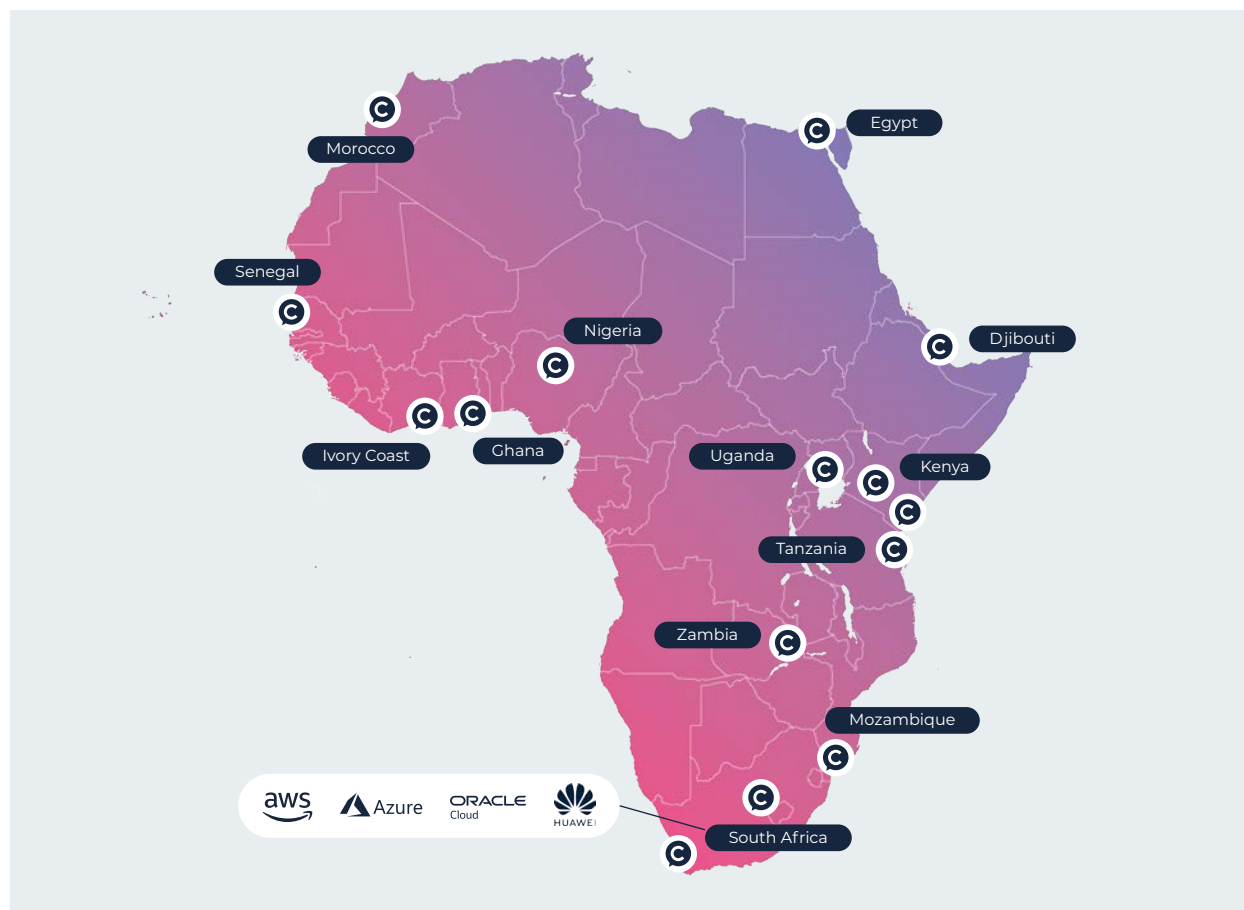 Egypt
Morocco
Senegal
Nigeria
Djibouti
Ivory Coast
Ghana
Uganda
Kenya
Tanzania
Zambia
Mozambique
aws
Azure
ORACLE
Cloud
HUAWEI
South Africa